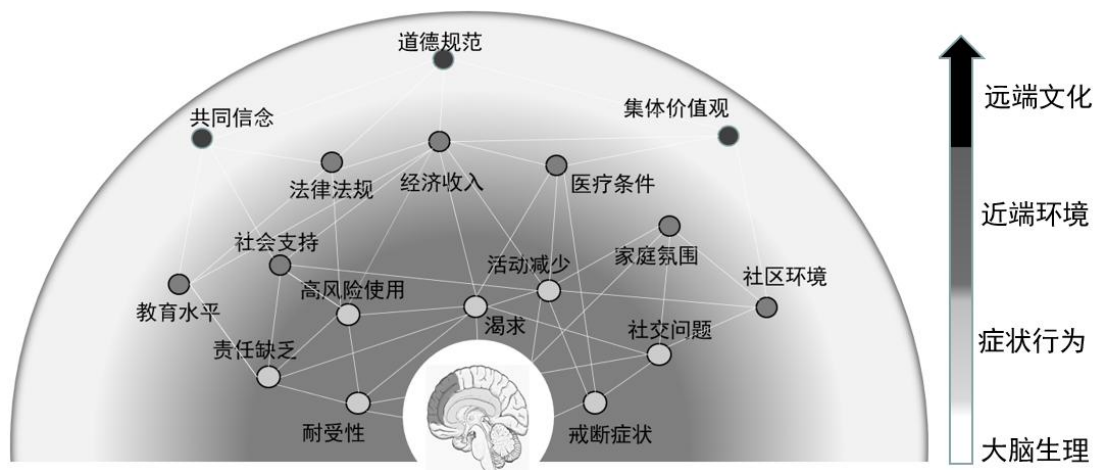 道德规范
共同信念
集体价值观
法律法规
经济收入
医疗条件
社会支持
活动减少
家庭氛围
社区环境
教育水平
高风险使用
渴求
社交问题
责任缺乏
耐受性
戒断症状
远端文化
近端环境
症状行为
大脑生理